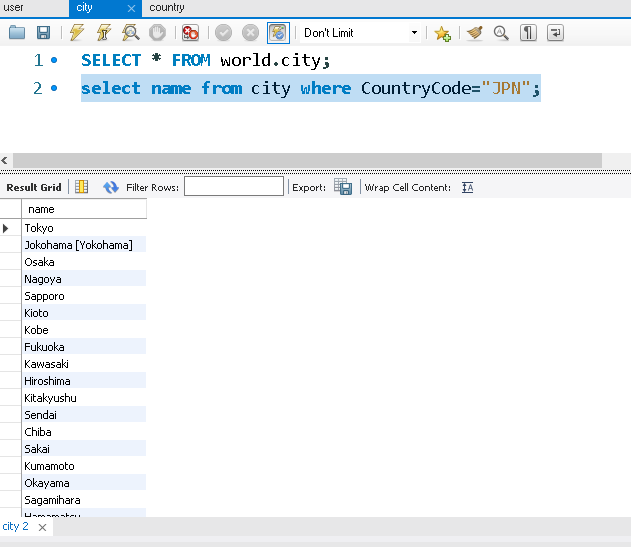 user city country
Don't Limit
1 SELECT * FROM world.city;
2 select name from city where CountryCode="JPN";
Result Grid Filter Rows: Export: Wrap Cell Content:
name
Tokyo
Jokohama [Yokohama]
Osaka
Nagoya
Sapporo
Kioto
Kobe
Fukuoka
Kawasaki
Hiroshima
Kitakyushu
Sendai
Chiba
Sakai
Kumamoto
Okayama
Sagamihara
Hamamatsu
city 2